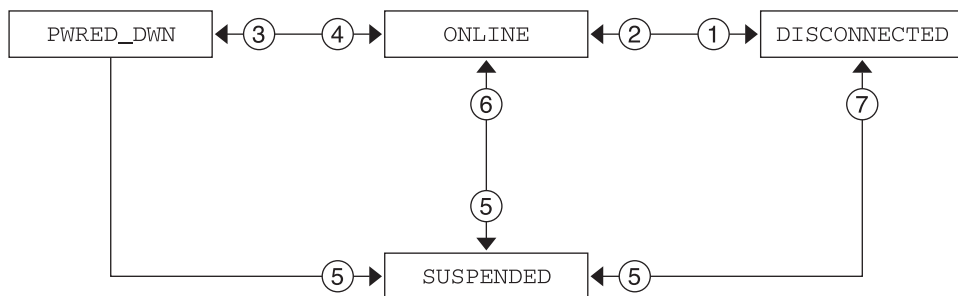 PWRED_DWN 3 4 ONLINE 2 1 DISCONNECTED
6 7
5
5 SUSPENDED 5